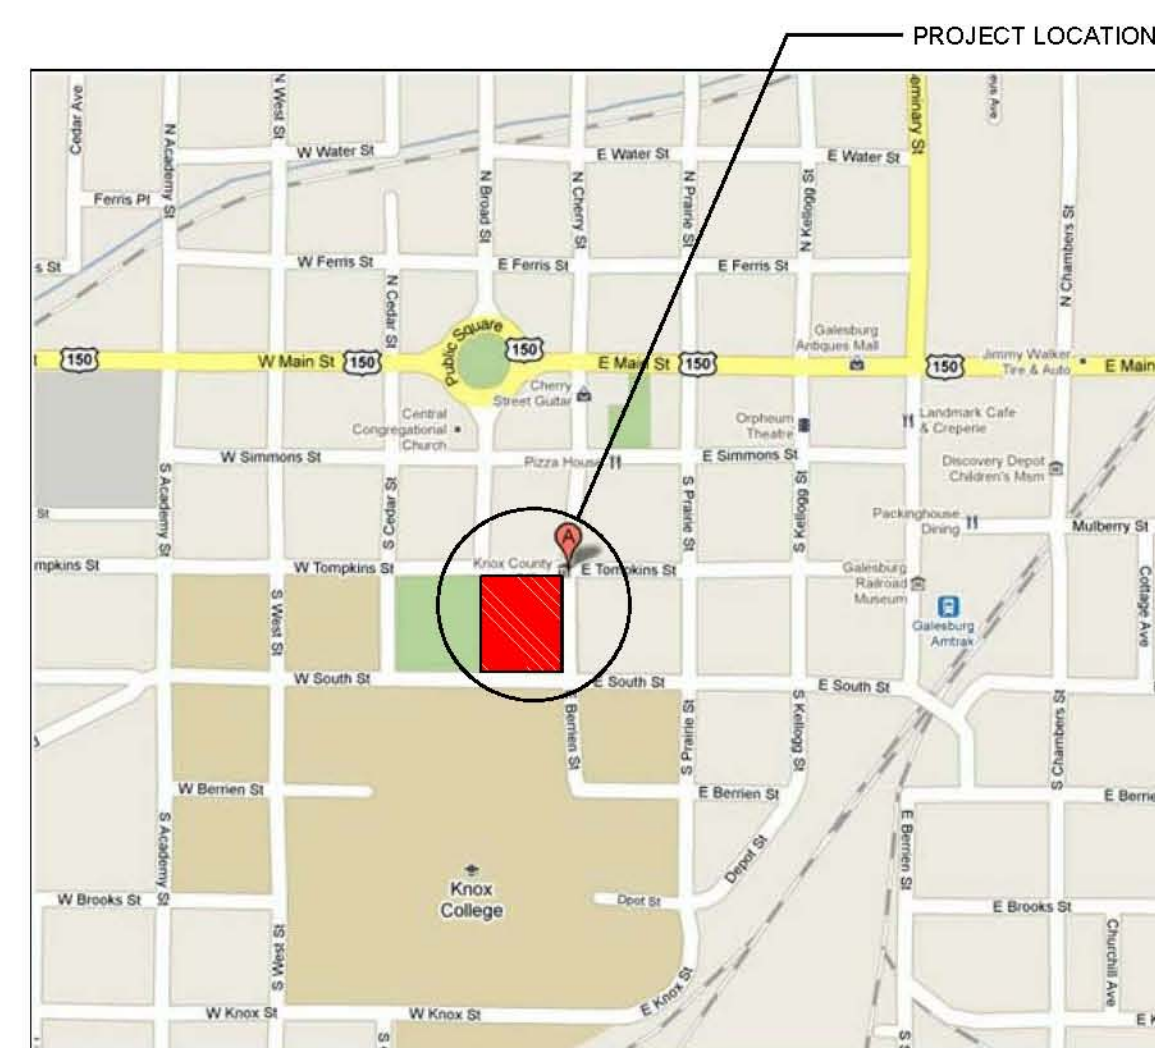 PROJECT LOCATION
Cedar Ave
N Academy St
N West St
W Water St
E Water St
E Water St
eminary St
Ferris Pl
N Broad St
N Cherry St
N Prairie St
N Kellogg St
N Chambers St
s St
W Ferris St
E Ferris St
E Ferris St
N Cedar St
Public Square
150
W Main St
150
150
E Main St
150
Galesburg
Antiques Mall
150
Jimmy Walker
Tire & Auto
E Main
Cherry
Street Guitar
Central
Congregational
Church
Orpheum
Theatre
Landmark Cafe
& Creperie
W Simmons St
Pizza House
E Simmons St
Discovery Depot
Children's Msm
S Academy St
S Cedar St
S Prairie St
S Kellogg St
St
Packinghouse
Dining
Mulberry St
A
mpkins St
W Tompkins St
Knox County
E Tompkins St
Galesburg
Railroad
Museum
Cottage Ave
Galesburg
Amtrak
S West St
W South St
E South St
E South St
E Berrien St
S Prairie St
S Kellogg St
S Chambers St
W Berrien St
E Berrien St
E Berrie
S Academy St
Depot St
E Berrien St
Knox
College
W Brooks St
Dpot St
E Brooks St
S West St
Churchill Ave
E Knox St
W Knox St
W Knox St
E K